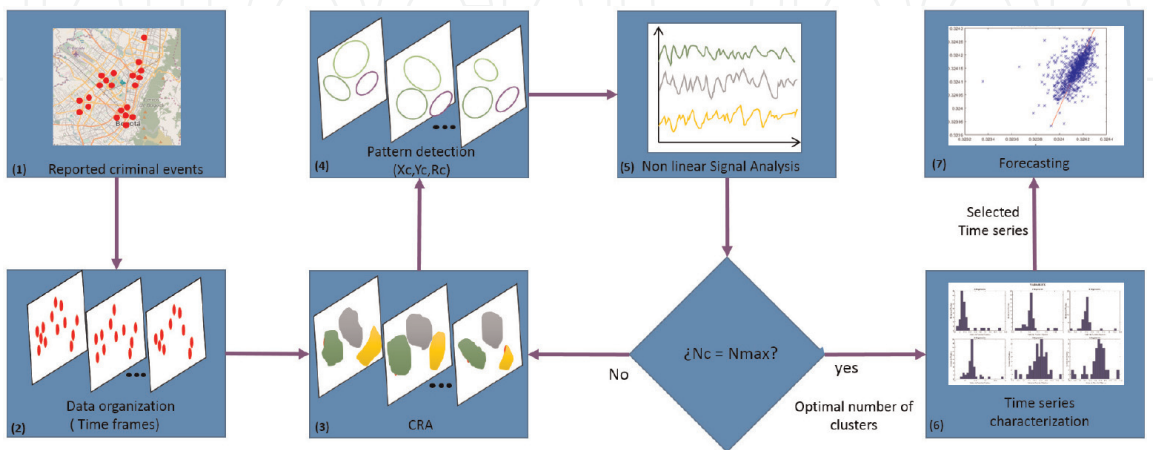 Bogotá
(1)
Reported criminal events
(2)
Data organization
( Time frames)
(3)
CRA
(4)
Pattern detection
(Xc,Yc,Rc)
(5)
Non linear Signal Analysis
¿Nc = Nmax?
No
yes
Optimal number of
clusters
(6)
Time series
characterization
Selected
Time series
(7)
Forecasting